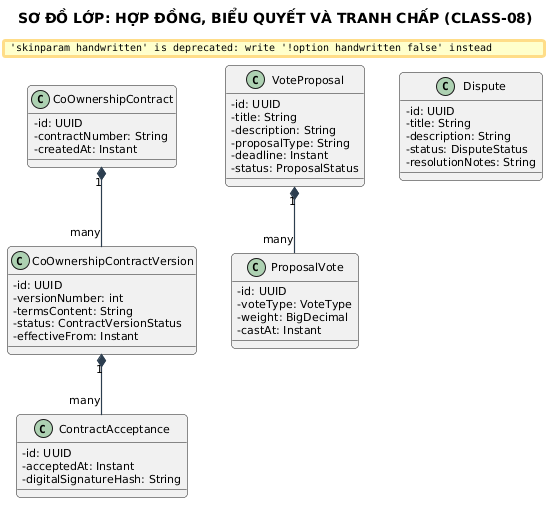 SƠ ĐỒ LỚP: HỢP ĐỒNG, BIỂU QUYẾT VÀ TRANH CHẤP (CLASS-08)
'skinparam handwritten' is deprecated: write '!option handwritten false' instead
C CoOwnershipContract
-id: UUID
-contractNumber: String
-createdAt: Instant
C VoteProposal
-id: UUID
-title: String
-description: String
-proposalType: String
-deadline: Instant
-status: ProposalStatus
C Dispute
-id: UUID
-title: String
-description: String
-status: DisputeStatus
-resolutionNotes: String
1
many
1
many
C CoOwnershipContractVersion
-id: UUID
-versionNumber: int
-termsContent: String
-status: ContractVersionStatus
-effectiveFrom: Instant
C ProposalVote
-id: UUID
-voteType: VoteType
-weight: BigDecimal
-castAt: Instant
1
many
C ContractAcceptance
-id: UUID
-acceptedAt: Instant
-digitalSignatureHash: String